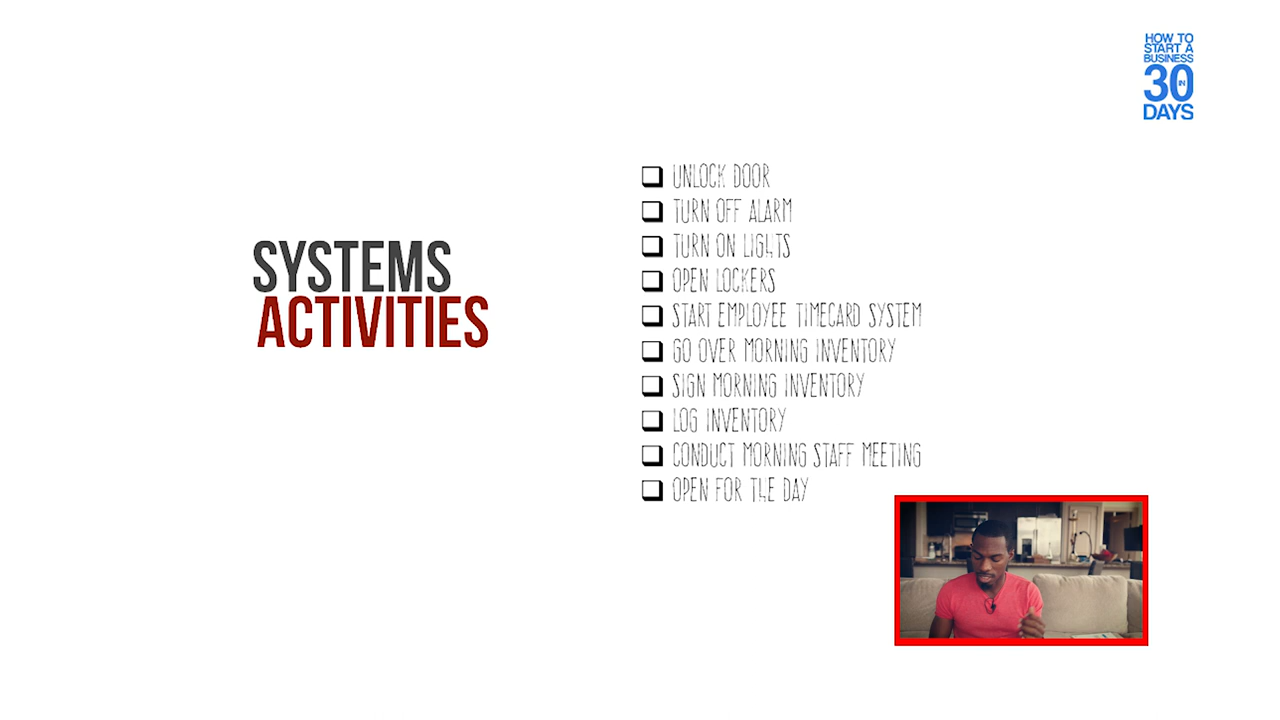 HOW TO
START A
BUSINESS
30 IN
DAYS
SYSTEMS
ACTIVITIES
UNLOCK DOOR
TURN OFF ALARM
TURN ON LIGHTS
OPEN LOCKERS
START EMPLOYEE TIMECARD SYSTEM
GO OVER MORNING INVENTORY
SIGN MORNING INVENTORY
LOG INVENTORY
CONDUCT MORNING STAFF MEETING
OPEN FOR THE DAY